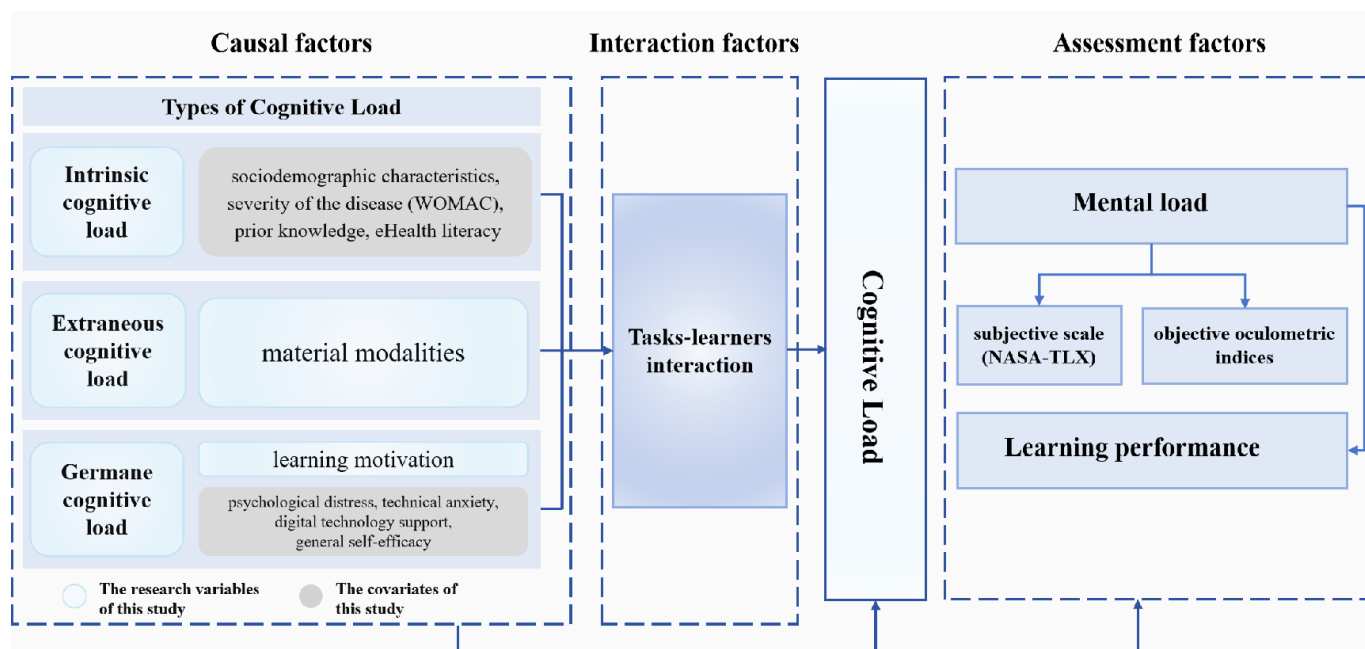 Causal factors
Interaction factors
Assessment factors
Types of Cognitive Load
Intrinsic
cognitive
load
sociodemographic characteristics,
severity of the disease (WOMAC),
prior knowledge, eHealth literacy
Extraneous
cognitive
load
material modalities
Germane
cognitive
load
learning motivation
psychological distress, technical anxiety,
digital technology support,
general self-efficacy
The research variables
of this study
The covariates of
this study
Tasks-learners
interaction
Cognitive Load
Mental load
subjective scale
(NASA-TLX)
objective oculometric
indices
Learning performance